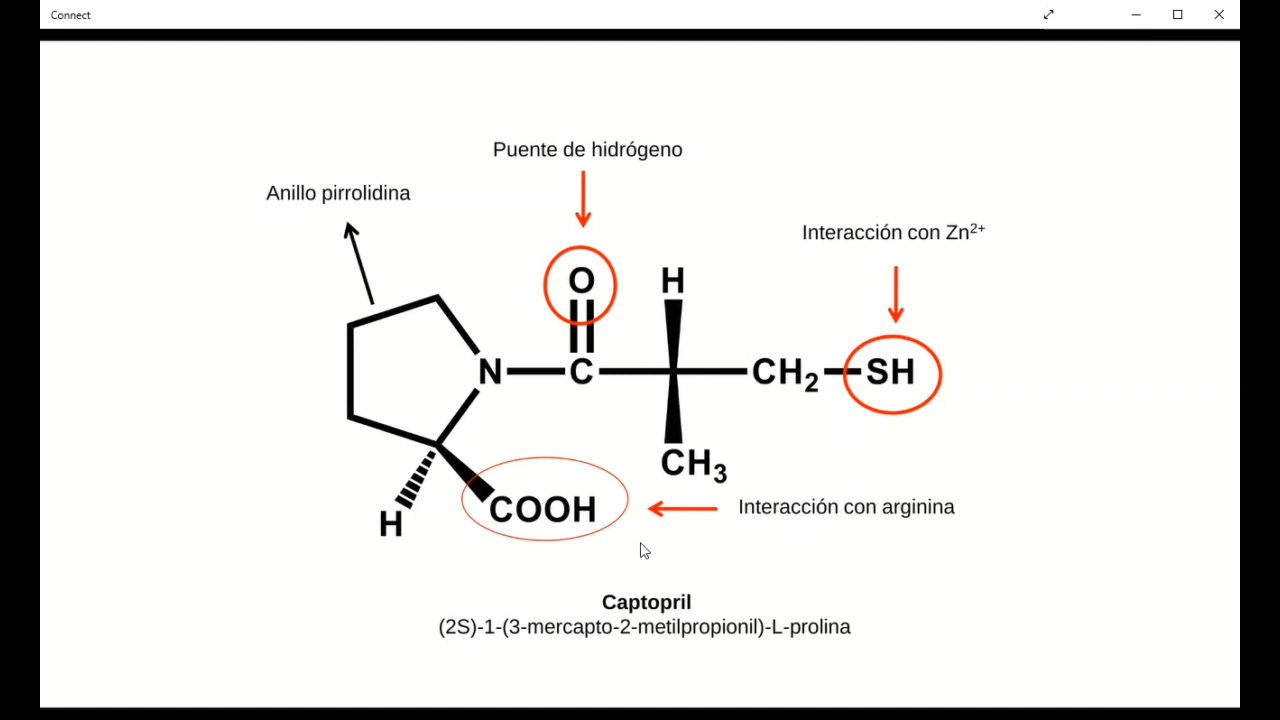 Connect
Puente de hidrógeno
Anillo pirrolidina
Interacción con Zn²⁺
O
H
N
C
CH₂
SH
CH₃
COOH
Interacción con arginina
H
Captopril
(2S)-1-(3-mercapto-2-metilpropionil)-L-prolina